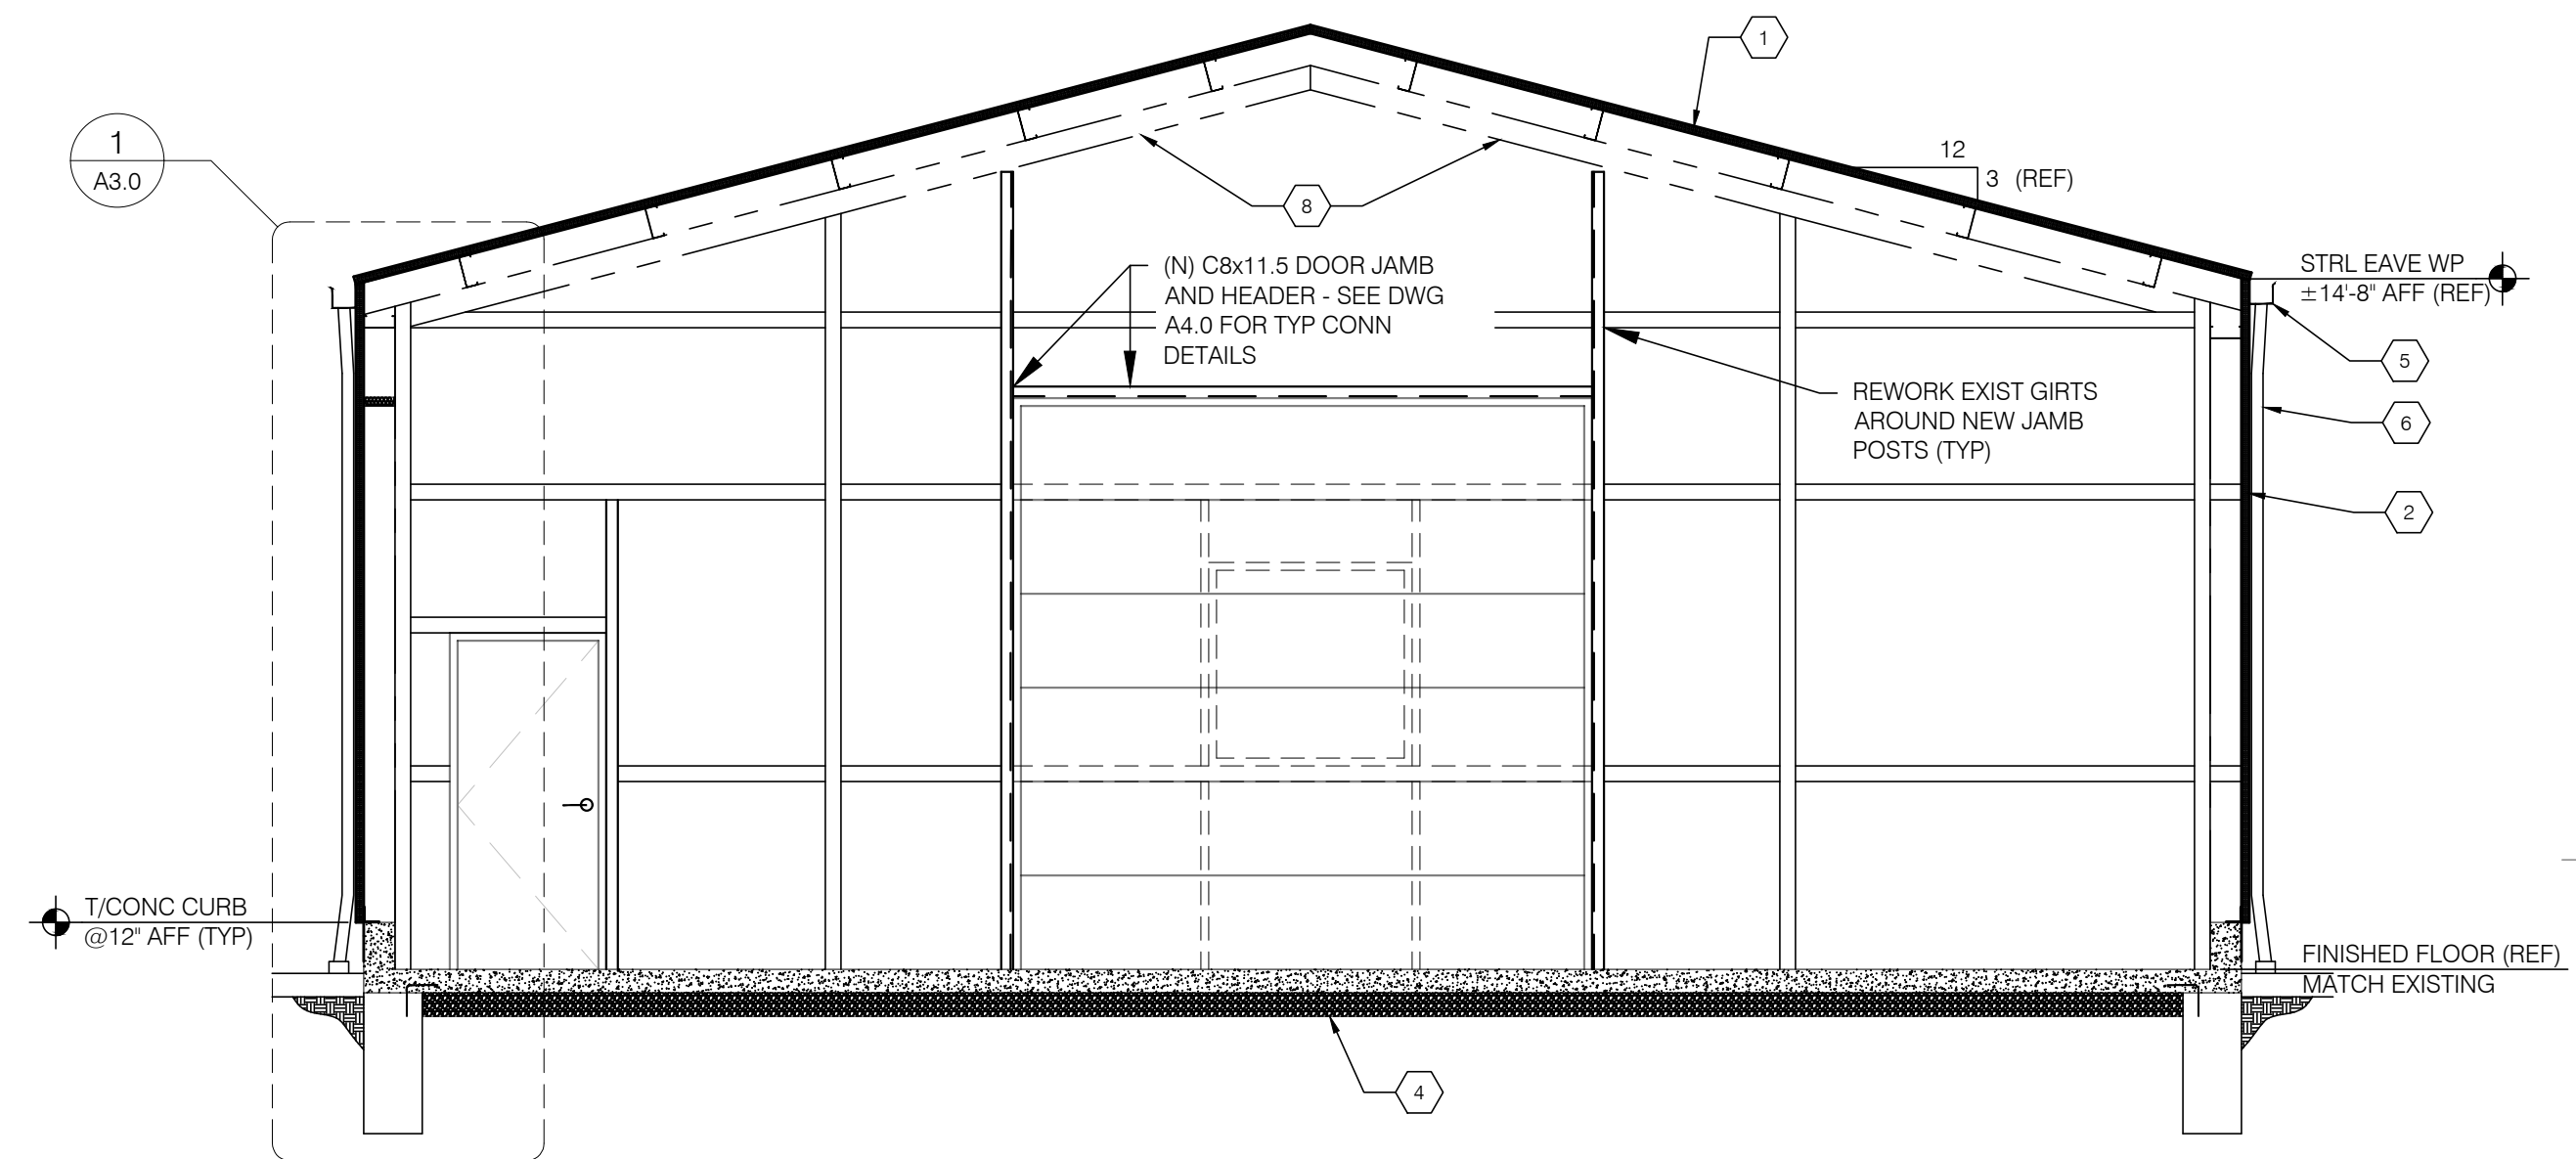 1
1
A3.0
12
3 (REF)
8
(N) C8x11.5 DOOR JAMB
AND HEADER - SEE DWG
A4.0 FOR TYP CONN
DETAILS
STRL EAVE WP
±14'-8" AFF (REF)
5
REWORK EXIST GIRTS
AROUND NEW JAMB
POSTS (TYP)
6
2
T/CONC CURB
@12" AFF (TYP)
FINISHED FLOOR (REF)
MATCH EXISTING
4